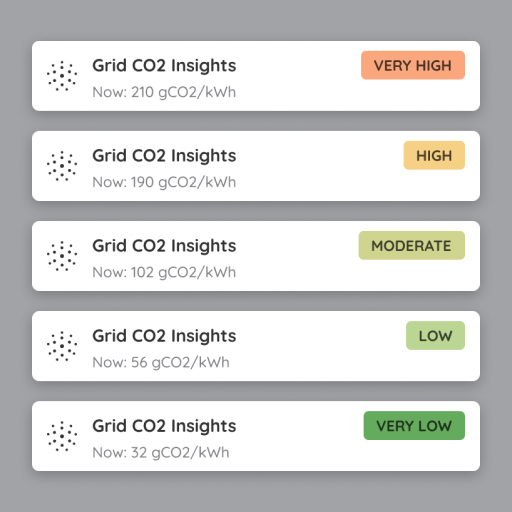 Grid CO2 Insights
VERY HIGH
Now: 210 gCO2/kWh
Grid CO2 Insights
HIGH
Now: 190 gCO2/kWh
Grid CO2 Insights
MODERATE
Now: 102 gCO2/kWh
Grid CO2 Insights
LOW
Now: 56 gCO2/kWh
Grid CO2 Insights
VERY LOW
Now: 32 gCO2/kWh